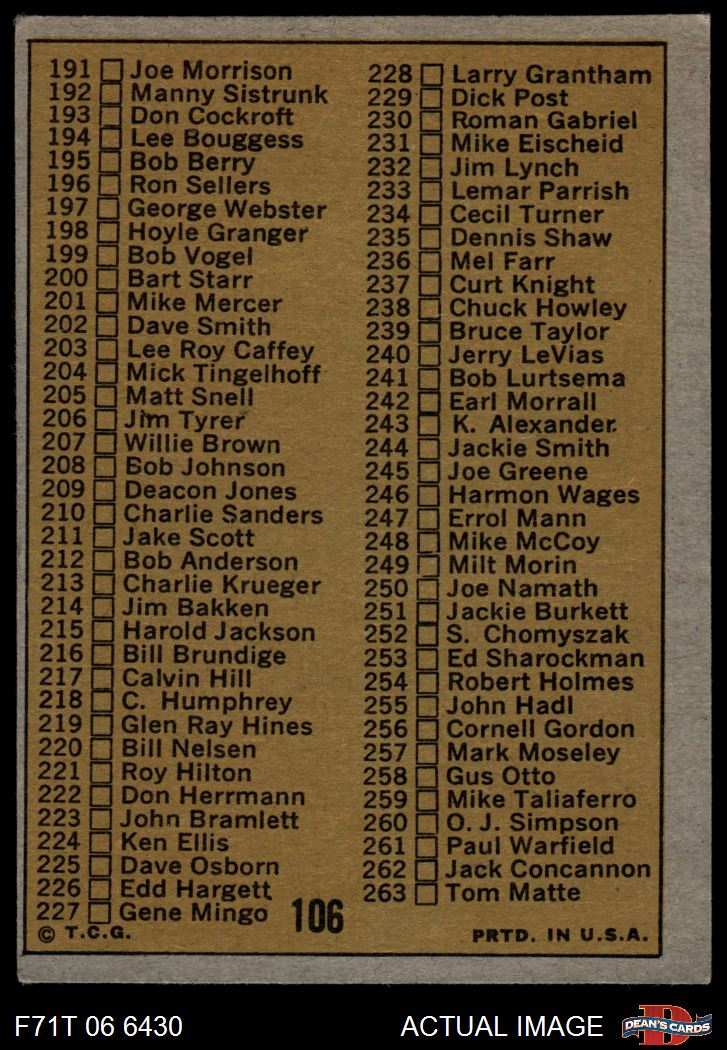 191 Joe Morrison
192 Manny Sistrunk
193 Don Cockroft
194 Lee Bouggess
195 Bob Berry
196 Ron Sellers
197 George Webster
198 Hoyle Granger
199 Bob Vogel
200 Bart Starr
201 Mike Mercer
202 Dave Smith
203 Lee Roy Caffey
204 Mick Tingelhoff
205 Matt Snell
206 Jim Tyrer
207 Willie Brown
208 Bob Johnson
209 Deacon Jones
210 Charlie Sanders
211 Jake Scott
212 Bob Anderson
213 Charlie Krueger
214 Jim Bakken
215 Harold Jackson
216 Bill Brundige
217 Calvin Hill
218 C. Humphrey
219 Glen Ray Hines
220 Bill Nelsen
221 Roy Hilton
222 Don Herrmann
223 John Bramlett
224 Ken Ellis
225 Dave Osborn
226 Edd Hargett
227 Gene Mingo
228 Larry Grantham
229 Dick Post
230 Roman Gabriel
231 Mike Eischeid
232 Jim Lynch
233 Lemar Parrish
234 Cecil Turner
235 Dennis Shaw
236 Mel Farr
237 Curt Knight
238 Chuck Howley
239 Bruce Taylor
240 Jerry LeVias
241 Bob Lurtsema
242 Earl Morrall
243 K. Alexander
244 Jackie Smith
245 Joe Greene
246 Harmon Wages
247 Errol Mann
248 Mike McCoy
249 Milt Morin
250 Joe Namath
251 Jackie Burkett
252 S. Chomyszak
253 Ed Sharockman
254 Robert Holmes
255 John Hadl
256 Cornell Gordon
257 Mark Moseley
258 Gus Otto
259 Mike Taliaferro
260 O. J. Simpson
261 Paul Warfield
262 Jack Concannon
263 Tom Matte
106
© T.C.G.
PRTD. IN U.S.A.
F71T 06 6430
ACTUAL IMAGE
D
DEAN'S CARDS